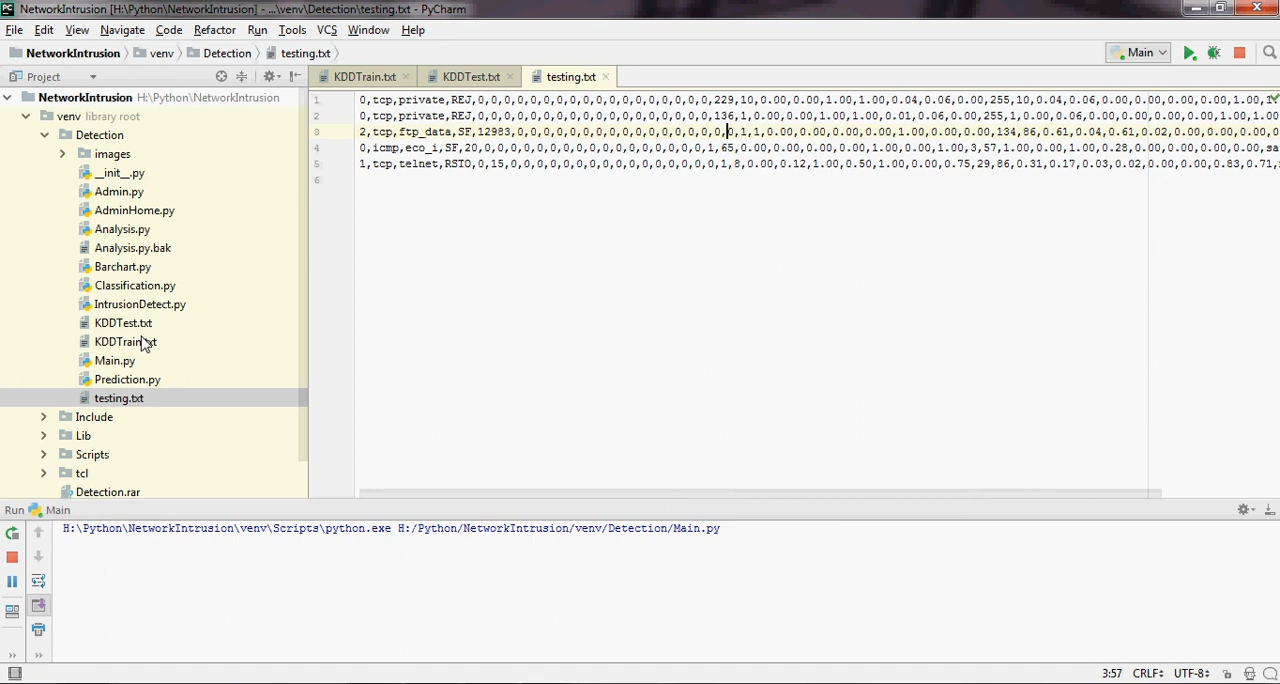 NetworkIntrusion [H:\Python\NetworkIntrusion] - ...\venv\Detection\testing.txt - PyCharm
File Edit View Navigate Code Refactor Run Tools VCS Window Help
NetworkIntrusion venv Detection testing.txt Main
Project KDDTrain.txt KDDTest.txt testing.txt
NetworkIntrusion H:\Python\NetworkIntrusion
venv library root
Detection
images
__init__.py
Admin.py
AdminHome.py
Analysis.py
Analysis.py.bak
Barchart.py
Classification.py
IntrusionDetect.py
KDDTest.txt
KDDTrain.txt
Main.py
Prediction.py
testing.txt
Include
Lib
Scripts
tcl
Detection.rar
1 0,tcp,private,REJ,0,0,0,0,0,0,0,0,0,0,0,0,0,0,0,0,0,0,229,10,0.00,0.00,1.00,1.00,0.04,0.06,0.00,255,10,0.04,0.06,0.00,0.00,0.00,0.00,1.00,
2 0,tcp,private,REJ,0,0,0,0,0,0,0,0,0,0,0,0,0,0,0,0,0,0,136,1,0.00,0.00,1.00,1.00,0.01,0.06,0.00,255,1,0.00,0.06,0.00,0.00,0.00,0.00,1.00,
3 2,tcp,ftp_data,SF,12983,0,0,0,0,0,0,0,0,0,0,0,0,0,0,0,0,0,1,1,0.00,0.00,0.00,0.00,1.00,0.00,0.00,134,86,0.61,0.04,0.61,0.02,0.00,0.00,0.00,
4 0,icmp,eco_i,SF,20,0,0,0,0,0,0,0,0,0,0,0,0,0,0,0,0,0,1,65,0.00,0.00,0.00,0.00,1.00,0.00,1.00,3,57,1.00,0.00,1.00,0.28,0.00,0.00,0.00,
5 1,tcp,telnet,RSTO,0,15,0,0,0,0,0,0,0,0,0,0,0,0,0,0,0,0,1,8,0.00,0.12,1.00,0.50,1.00,0.00,0.75,29,86,0.31,0.17,0.03,0.02,0.00,0.00,0.83,0.71,
6
Run Main
H:\Python\NetworkIntrusion\venv\Scripts\python.exe H:/Python/NetworkIntrusion/venv/Detection/Main.py
3:57 CRLF UTF-8